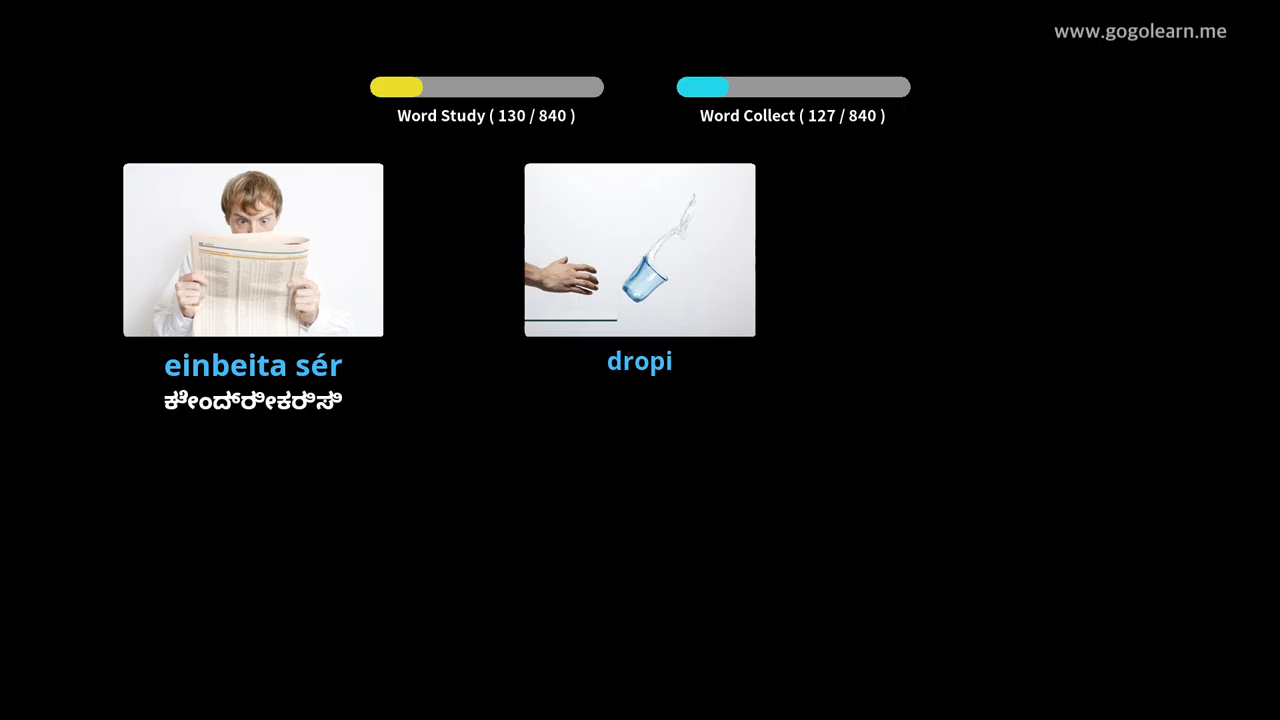 www.gogolearn.me
Word Study ( 130 / 840 )
Word Collect ( 127 / 840 )
einbeita sér
ಕೇಂದ್ರೀಕರಿಸಿ
dropi